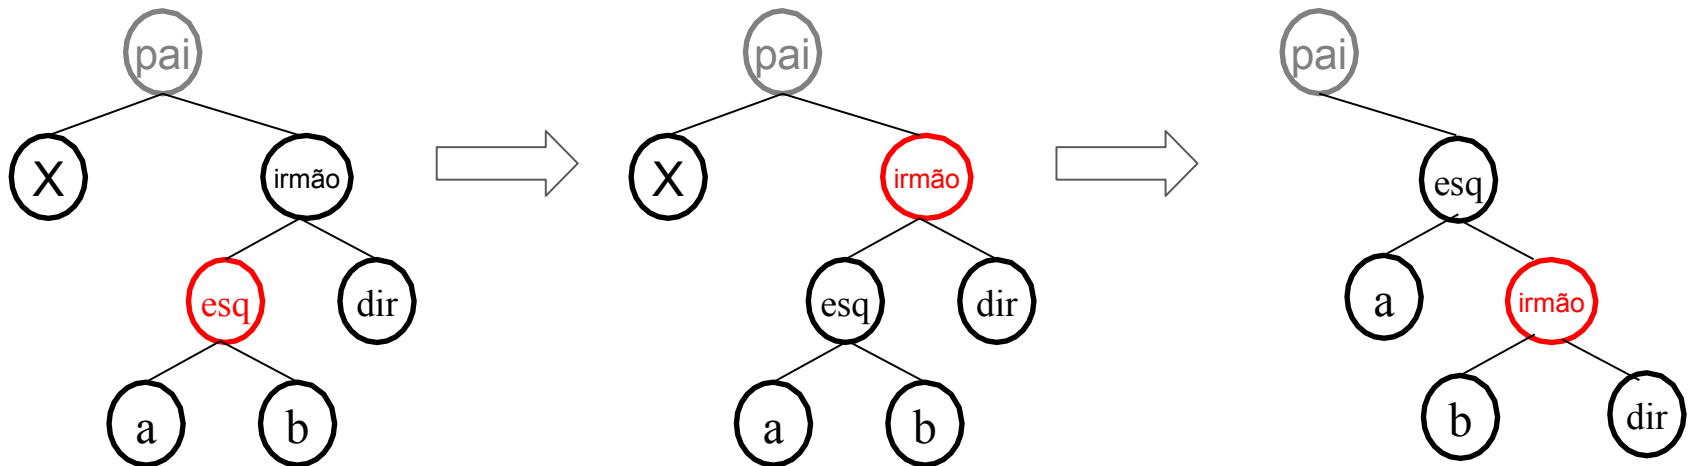 pai
X
irmão
esq
dir
a
b
pai
X
irmão
esq
dir
a
b
pai
esq
a
irmão
b
dir